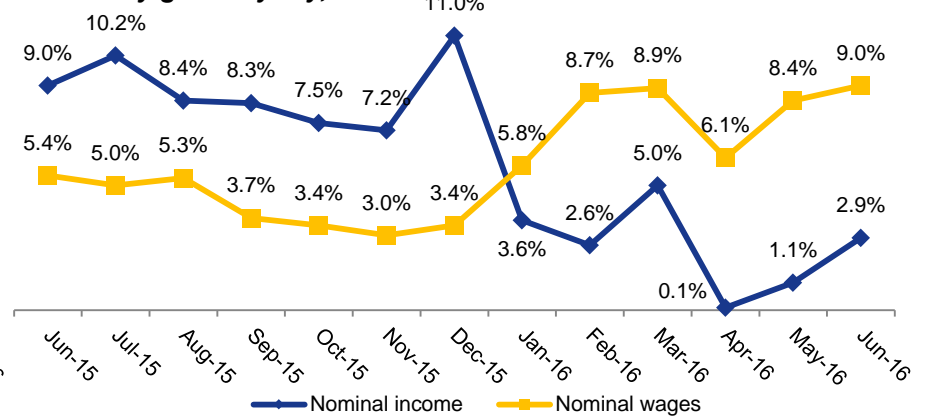 11.0%
10.2%
9.0%
8.4%
8.3%
7.5%
7.2%
5.4%
5.0%
5.3%
3.7%
3.4%
3.0%
3.4%
5.8%
8.7%
8.9%
6.1%
8.4%
9.0%
3.6%
2.6%
5.0%
0.1%
1.1%
2.9%
Jun-15
Jul-15
Aug-15
Sep-15
Oct-15
Nov-15
Dec-15
Jan-16
Feb-16
Mar-16
Apr-16
May-16
Jun-16
Nominal income
Nominal wages